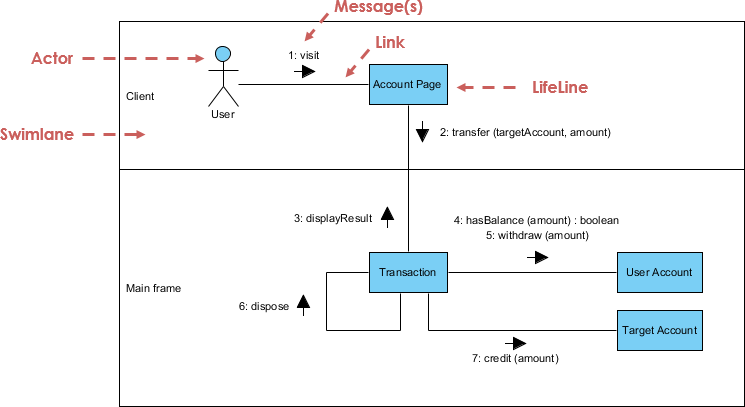 Message(s)
Link
Actor
1: visit
Account Page
LifeLine
Client
User
Swimlane
2: transfer (targetAccount, amount)
3: displayResult
4: hasBalance (amount) : boolean
5: withdraw (amount)
Transaction
User Account
Main frame
6: dispose
Target Account
7: credit (amount)